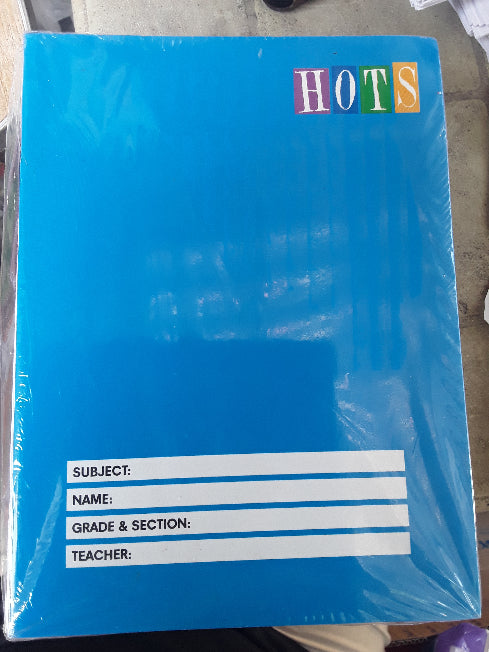 HOTS
SUBJECT:
NAME:
GRADE & SECTION:
TEACHER: